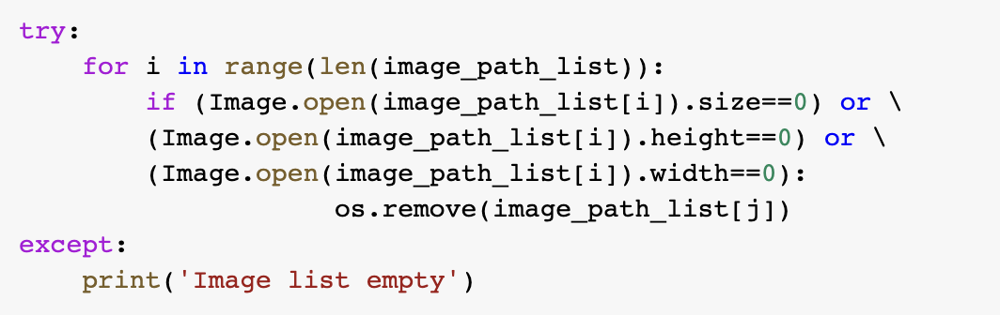 try:
    for i in range(len(image_path_list)):
        if (Image.open(image_path_list[i]).size==0) or \
        (Image.open(image_path_list[i]).height==0) or \
        (Image.open(image_path_list[i]).width==0):
                    os.remove(image_path_list[j])
except:
    print('Image list empty')